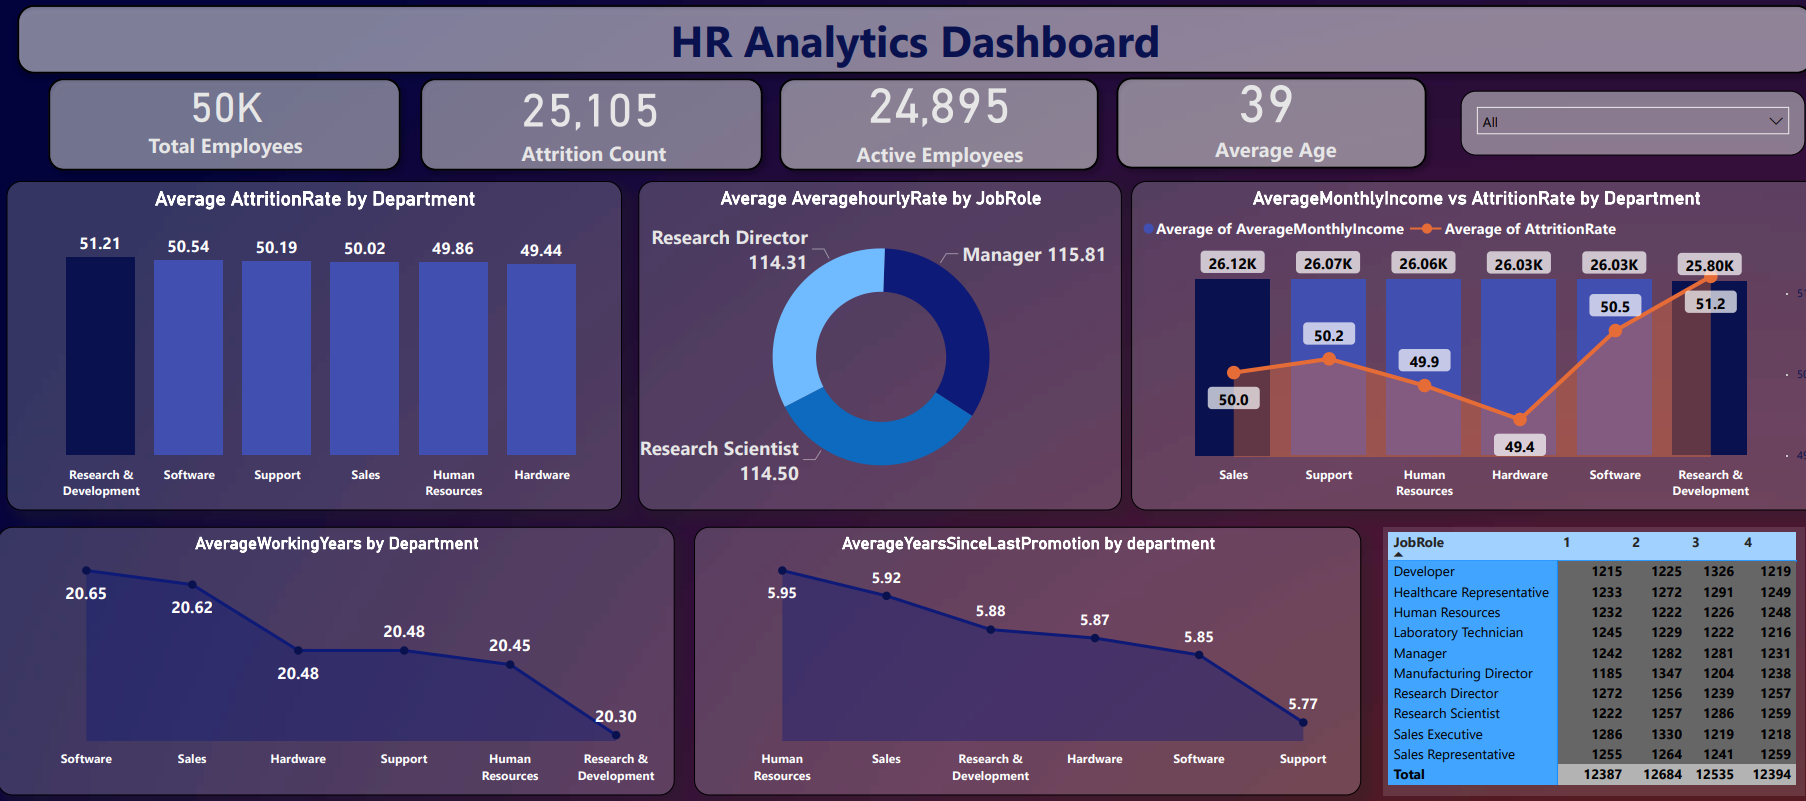 HR Analytics Dashboard
50K
Total Employees
25,105
Attrition Count
24,895
Active Employees
39
Average Age
All
Average AttritionRate by Department
51.21
50.54
50.19
50.02
49.86
49.44
Research &
Development
Software
Support
Sales
Human
Resources
Hardware
Average AveragehourlyRate by JobRole
Research Director
114.31
Manager 115.81
Research Scientist
114.50
AverageMonthlyIncome vs AttritionRate by Department
Average of AverageMonthlyIncome
Average of AttritionRate
26.12K
26.07K
26.06K
26.03K
26.03K
25.80K
50.0
50.2
49.9
49.4
50.5
51.2
Sales
Support
Human
Resources
Hardware
Software
Research &
Development
AverageWorkingYears by Department
20.65
20.62
20.48
20.48
20.45
20.30
Software
Sales
Hardware
Support
Human
Resources
Research &
Development
AverageYearsSinceLastPromotion by department
5.95
5.92
5.88
5.87
5.85
5.77
Human
Resources
Sales
Research &
Development
Hardware
Software
Support
JobRole 1 2 3 4
Developer 1215 1225 1326 1219
Healthcare Representative 1233 1272 1291 1249
Human Resources 1232 1222 1226 1248
Laboratory Technician 1245 1229 1222 1216
Manager 1242 1282 1281 1231
Manufacturing Director 1185 1347 1204 1238
Research Director 1272 1256 1239 1257
Research Scientist 1222 1257 1286 1259
Sales Executive 1286 1330 1219 1218
Sales Representative 1255 1264 1241 1259
Total 12387 12684 12535 12394